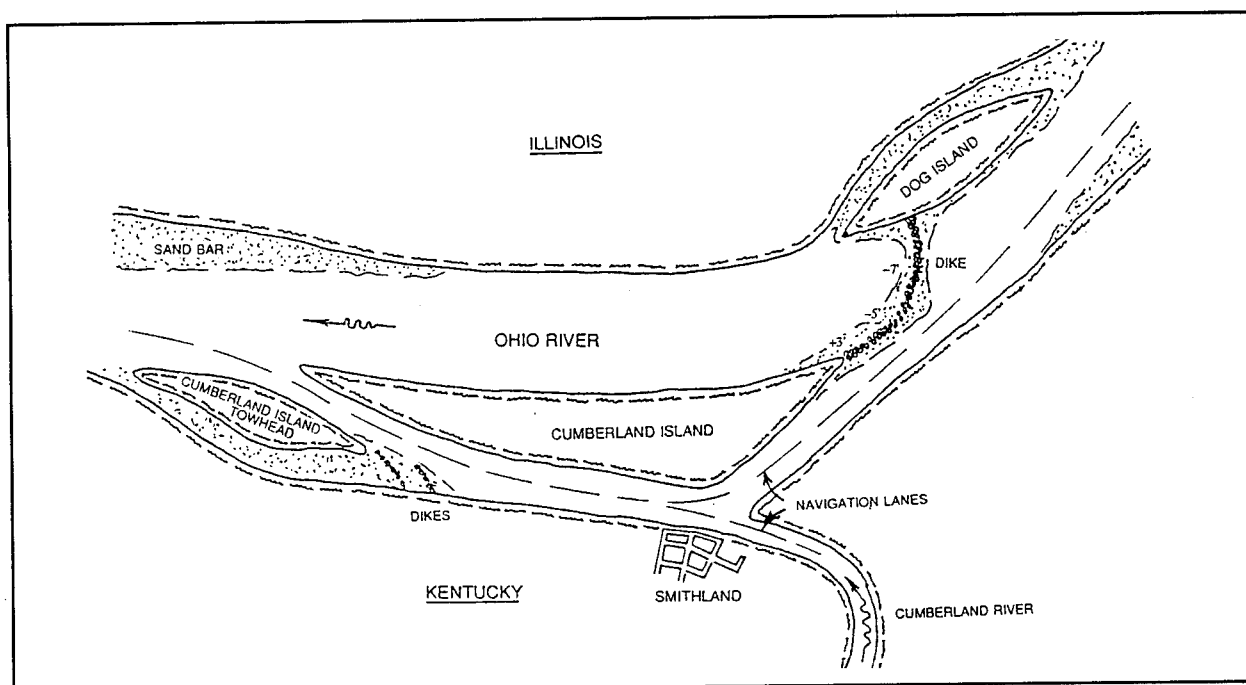 ILLINOIS
DOG ISLAND
SAND BAR
-7'
DIKE
-5'
+3'
OHIO RIVER
CUMBERLAND ISLAND
TOWHEAD
CUMBERLAND ISLAND
NAVIGATION LANES
DIKES
KENTUCKY
SMITHLAND
CUMBERLAND RIVER